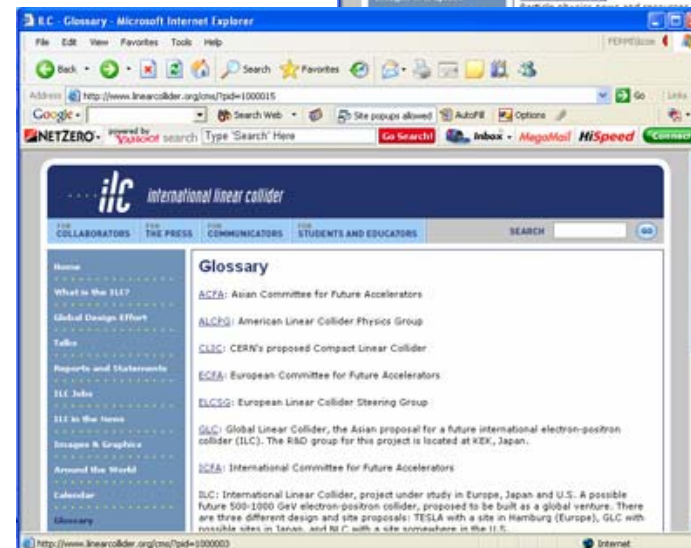 Particle physics news and resources
ILC - Glossary - Microsoft Internet Explorer
File Edit View Favorites Tools Help
Back Search Favorites
Address http://www.linearcollider.org/cms/?pid=1000015 Go Links
Google Search Web Site popups allowed AutoFill Options
NETZERO powered by YAHOO! search Type 'Search' Here Go Search! Inbox MegaMail HiSpeed Connect
ilc international linear collider
FOR COLLABORATORS FOR THE PRESS FOR COMMUNICATORS FOR STUDENTS AND EDUCATORS SEARCH GO
Home
What is the ILC?
Global Design Effort
Talks
Reports and Statements
ILC Jobs
ILC in the News
Images & Graphics
Around the World
Calendar
Glossary
Glossary
ACFA: Asian Committee for Future Accelerators
ALCPG: American Linear Collider Physics Group
CLIC: CERN's proposed Compact Linear Collider
ECFA: European Committee for Future Accelerators
ELCSG: European Linear Collider Steering Group
GLC: Global Linear Collider, the Asian proposal for a future international electron-positron
collider (ILC). The R&D group for this project is located at KEK, Japan.
ICFA: International Committee for Future Accelerators
ILC: International Linear Collider, project under study in Europe, Japan and U.S. A possible
future 500-1000 GeV electron-positron collider, proposed to be built as a global venture. There
are three different design and site proposals: TESLA with a site in Hamburg (Europe), GLC with
possible sites in Japan, and NLC with a site somewhere in the U.S.
http://www.linearcollider.org/cms/?pid=1000003 Internet